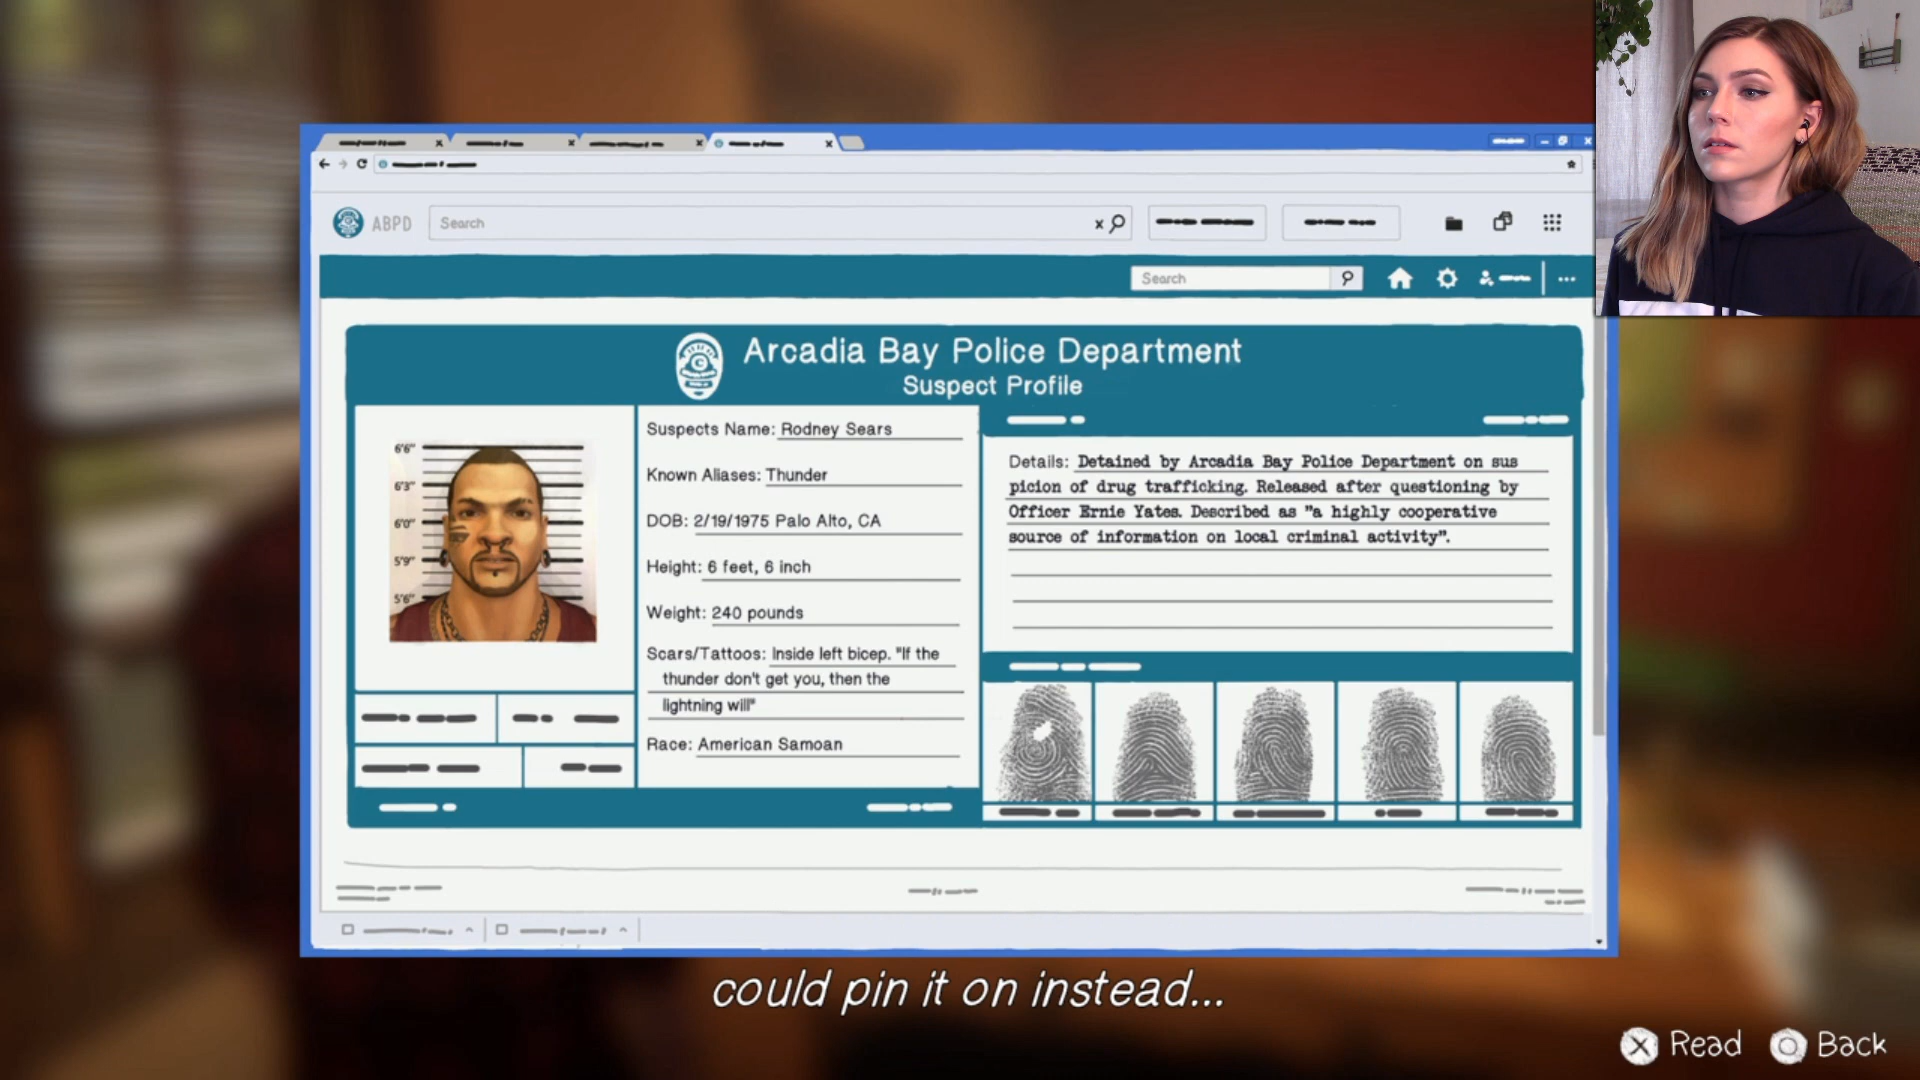 ABPD
Search
x
Search
Arcadia Bay Police Department
Suspect Profile
6'6"
6'3"
6'0"
5'9"
5'6"
Suspects Name: Rodney Sears
Known Aliases: Thunder
DOB: 2/19/1975 Palo Alto, CA
Height: 6 feet, 6 inch
Weight: 240 pounds
Scars/Tattoos: Inside left bicep. "If the
thunder don't get you, then the
lightning will"
Race: American Samoan
Details: Detained by Arcadia Bay Police Department on sus
picion of drug trafficking. Released after questioning by
Officer Ernie Yates. Described as "a highly cooperative
source of information on local criminal activity".
could pin it on instead...
Read
Back